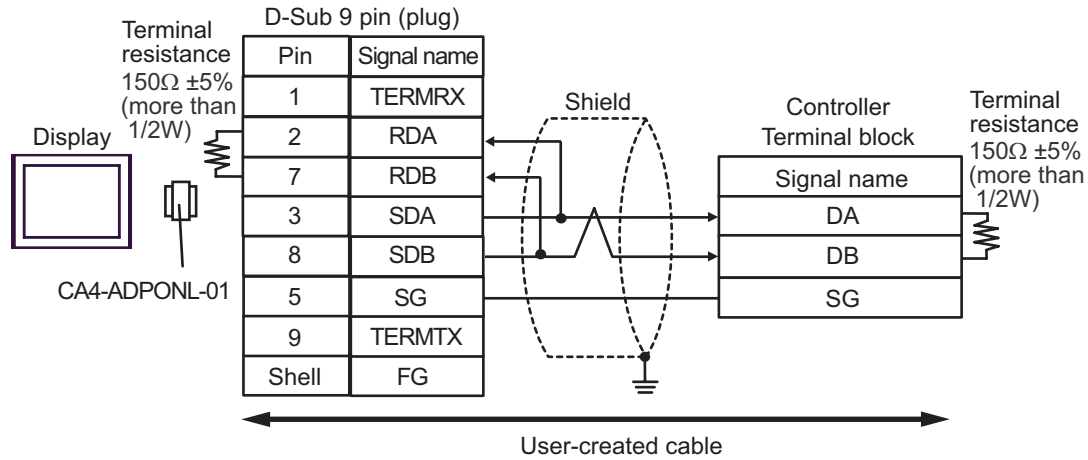 D-Sub 9 pin (plug)
Terminal
resistance
150Ω ±5%
(more than
1/2W)
Display
CA4-ADPONL-01
Pin Signal name
1 TERMRX
2 RDA
7 RDB
3 SDA
8 SDB
5 SG
9 TERMTX
Shell FG
Shield
Controller
Terminal block
Signal name
DA
DB
SG
Terminal
resistance
150Ω ±5%
(more than
1/2W)
User-created cable